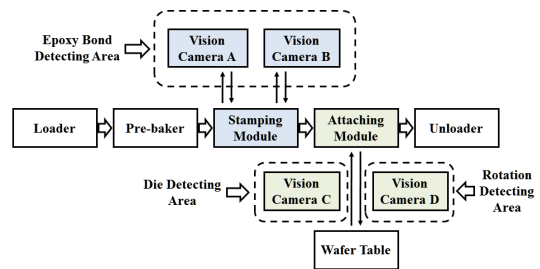 Epoxy Bond
Detecting Area
Vision
Camera A
Vision
Camera B
Loader
Pre-baker
Stamping
Module
Attaching
Module
Unloader
Die Detecting
Area
Vision
Camera C
Vision
Camera D
Rotation
Detecting
Area
Wafer Table